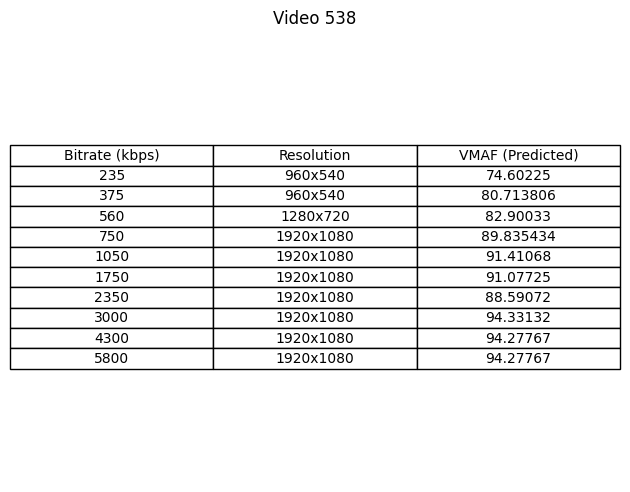 Video 538
Bitrate (kbps) Resolution VMAF (Predicted)
235 960x540 74.60225
375 960x540 80.713806
560 1280x720 82.90033
750 1920x1080 89.835434
1050 1920x1080 91.41068
1750 1920x1080 91.07725
2350 1920x1080 88.59072
3000 1920x1080 94.33132
4300 1920x1080 94.27767
5800 1920x1080 94.27767